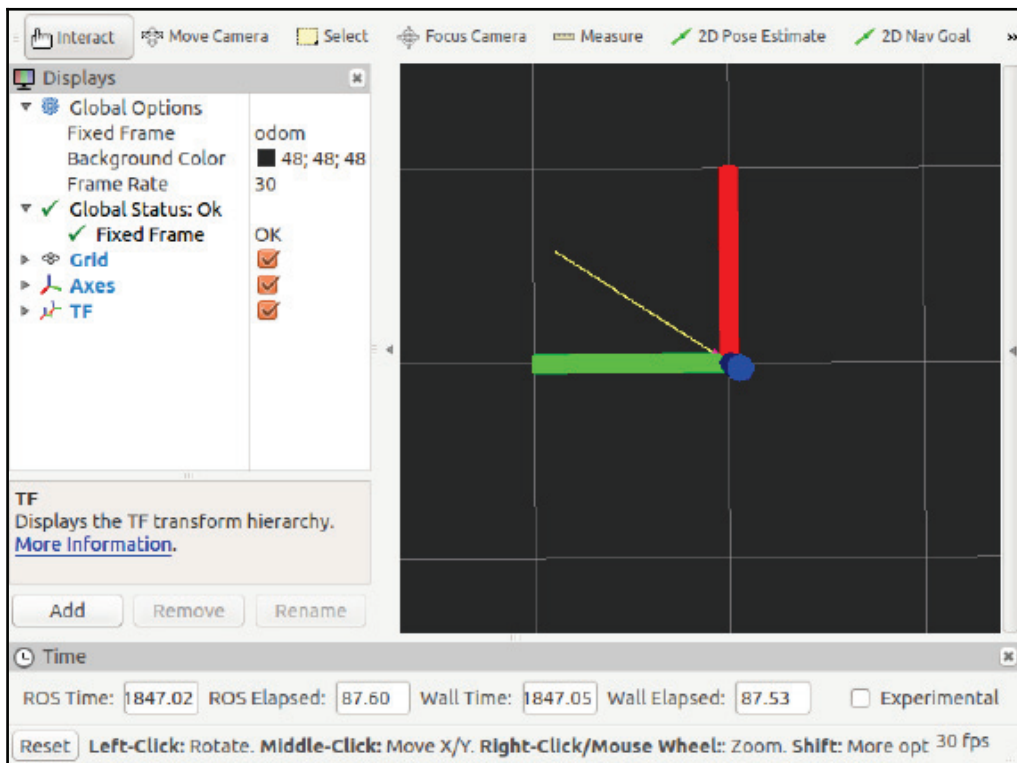 Interact Move Camera Select Focus Camera Measure 2D Pose Estimate 2D Nav Goal »
Displays
Global Options
Fixed Frame odom
Background Color 48; 48; 48
Frame Rate 30
Global Status: Ok
Fixed Frame OK
Grid
Axes
TF
TF
Displays the TF transform hierarchy.
More Information.
Add Remove Rename
Time
ROS Time: 1847.02 ROS Elapsed: 87.60 Wall Time: 1847.05 Wall Elapsed: 87.53 Experimental
Reset Left-Click: Rotate. Middle-Click: Move X/Y. Right-Click/Mouse Wheel:: Zoom. Shift: More opt 30 fps